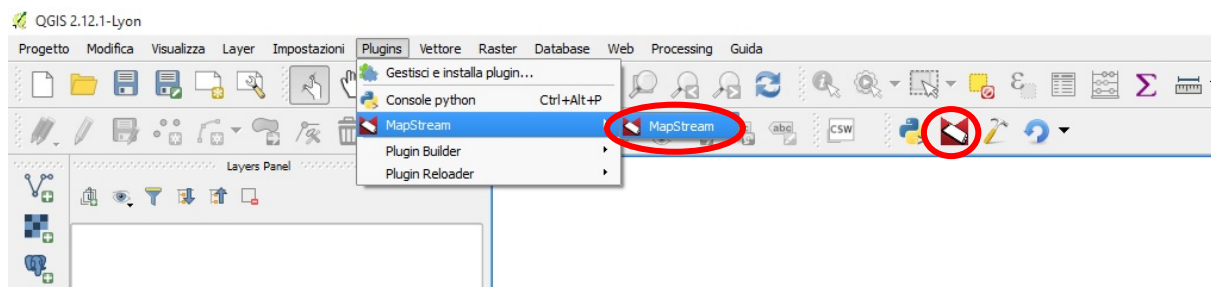 QGIS 2.12.1-Lyon
Progetto Modifica Visualizza Layer Impostazioni Plugins Vettore Raster Database Web Processing Guida
Gestisci e installa plugin...
Console python Ctrl+Alt+P
MapStream MapStream abc CSW
Plugin Builder
Layers Panel
Plugin Reloader